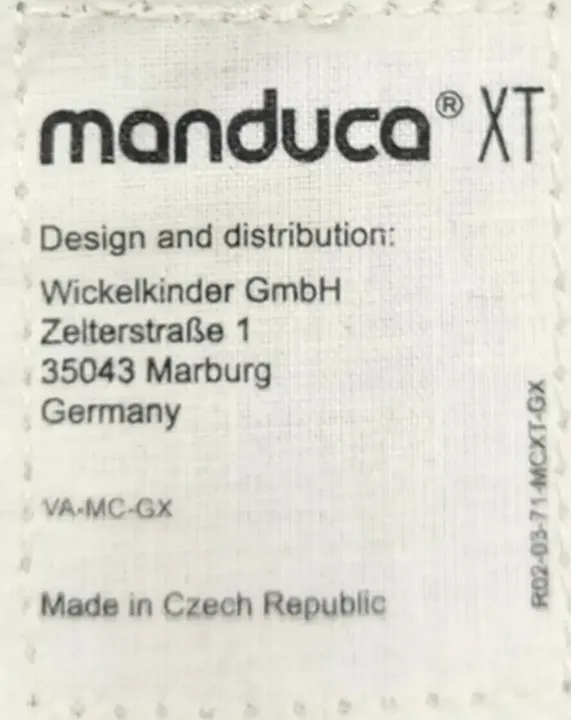 manduca® XT
Design and distribution:
Wickelkinder GmbH
Zelterstraße 1
35043 Marburg
Germany
VA-MC-GX
Made in Czech Republic
R02-03-71-MCXT-GX